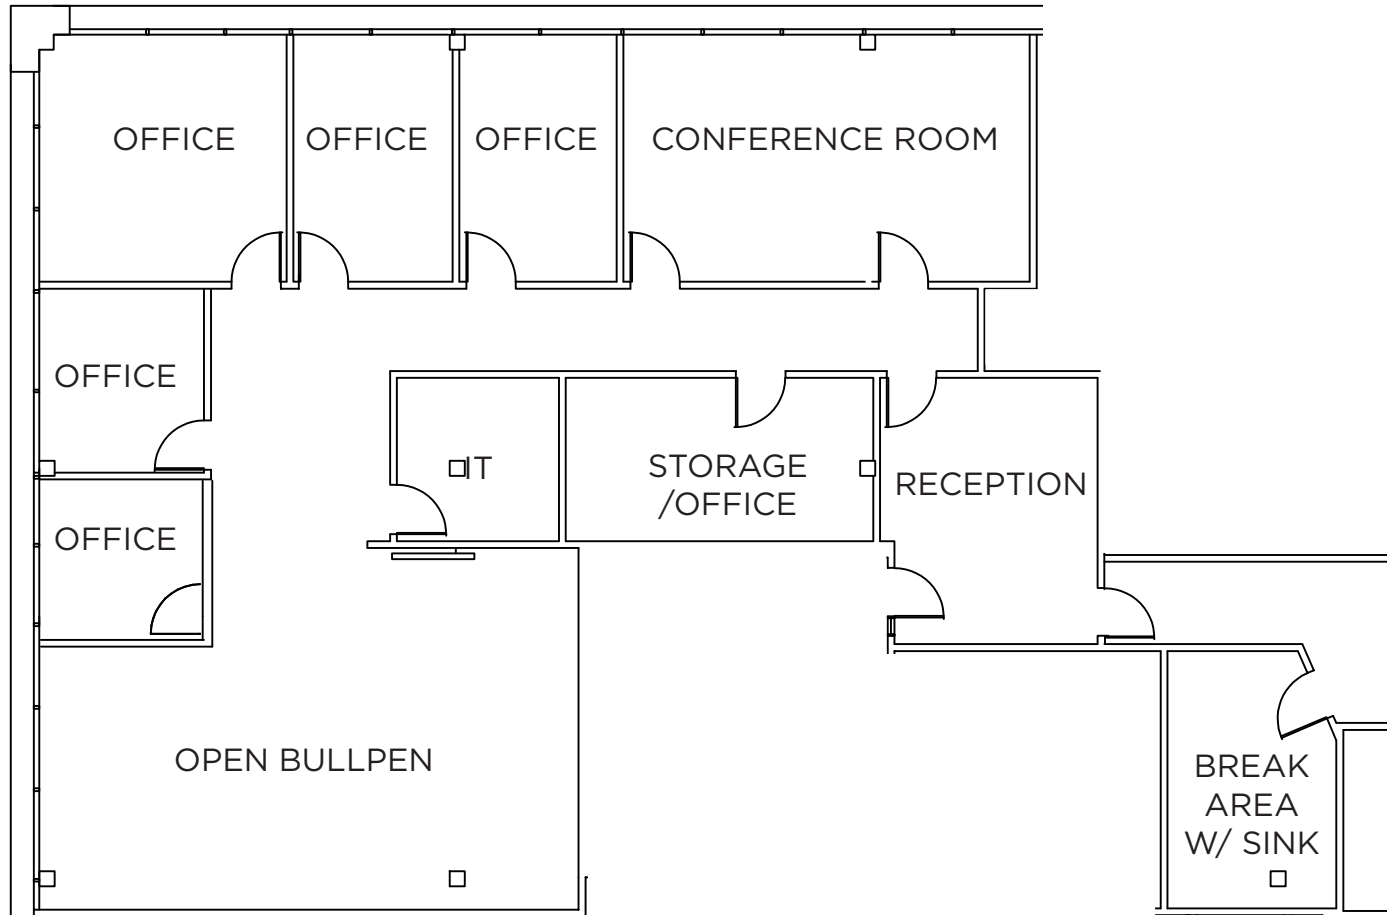 OFFICE
OFFICE
OFFICE
CONFERENCE ROOM
OFFICE
IT
STORAGE
/OFFICE
RECEPTION
OFFICE
OPEN BULLPEN
BREAK
AREA
W/ SINK